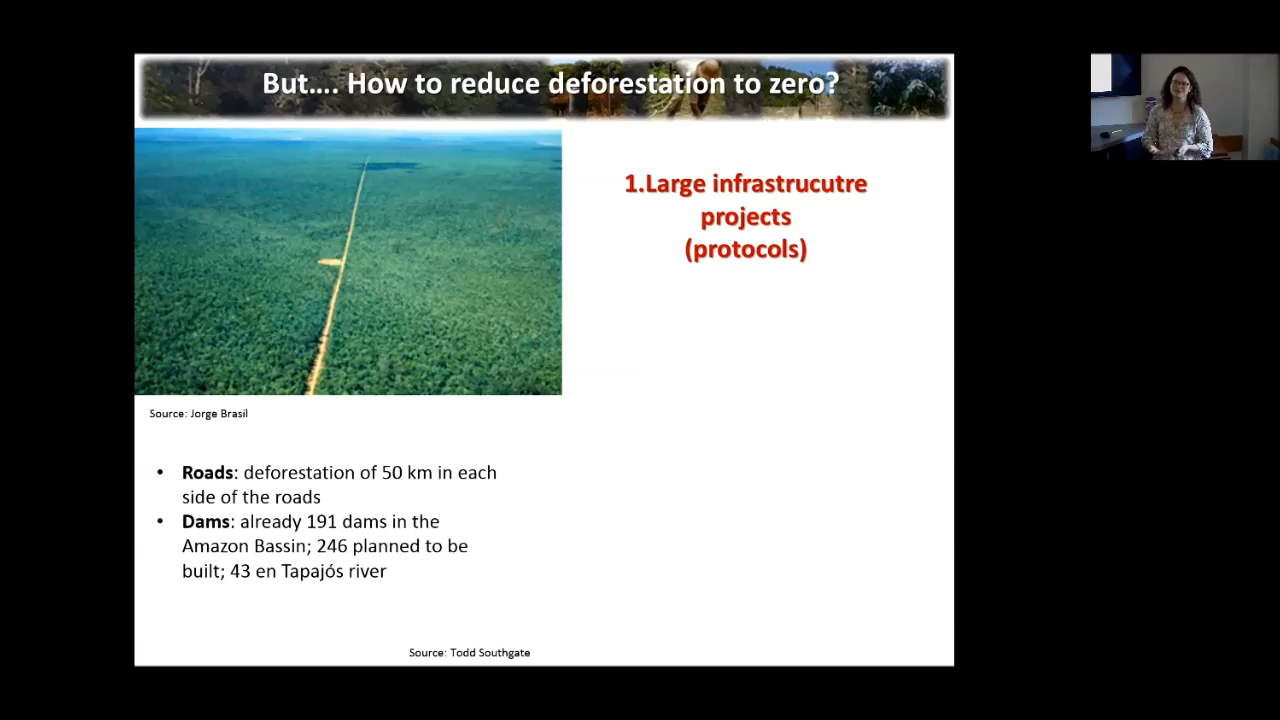 But.... How to reduce deforestation to zero?
1.Large infrastrucutre
projects
(protocols)
Source: Jorge Brasil
• Roads: deforestation of 50 km in each
side of the roads
• Dams: already 191 dams in the
Amazon Bassin; 246 planned to be
built; 43 en Tapajós river
Source: Todd Southgate